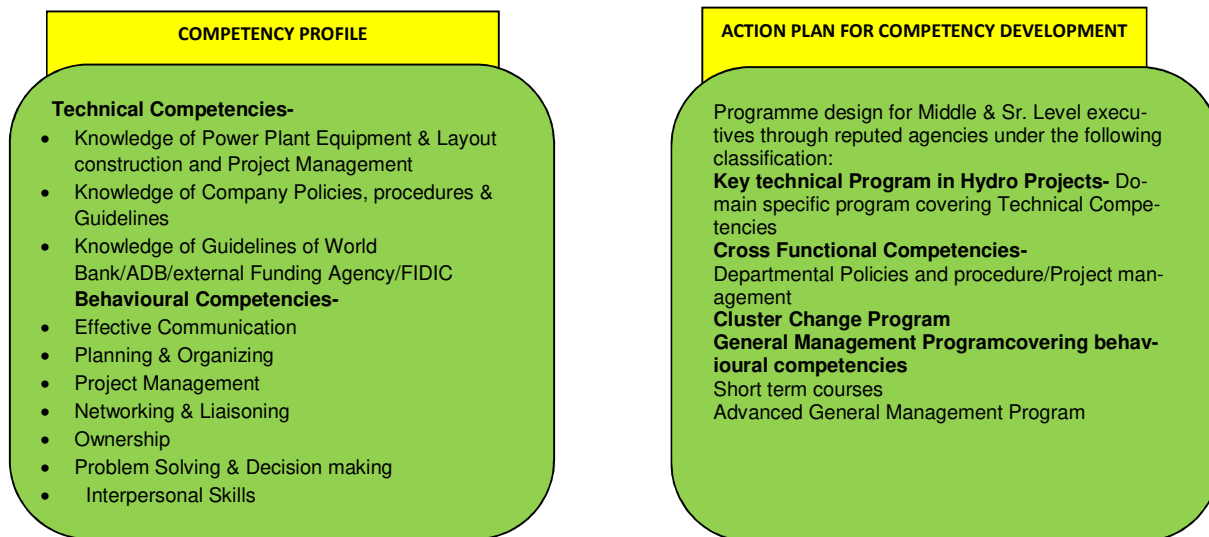 COMPETENCY PROFILE
Technical Competencies-
• Knowledge of Power Plant Equipment & Layout
construction and Project Management
• Knowledge of Company Policies, procedures &
Guidelines
• Knowledge of Guidelines of World
Bank/ADB/external Funding Agency/FIDIC
Behavioural Competencies-
• Effective Communication
• Planning & Organizing
• Project Management
• Networking & Liaisoning
• Ownership
• Problem Solving & Decision making
• Interpersonal Skills
ACTION PLAN FOR COMPETENCY DEVELOPMENT
Programme design for Middle & Sr. Level execu-
tives through reputed agencies under the following
classification:
Key technical Program in Hydro Projects- Do-
main specific program covering Technical Compe-
tencies
Cross Functional Competencies-
Departmental Policies and procedure/Project man-
agement
Cluster Change Program
General Management Programcovering behav-
ioural competencies
Short term courses
Advanced General Management Program